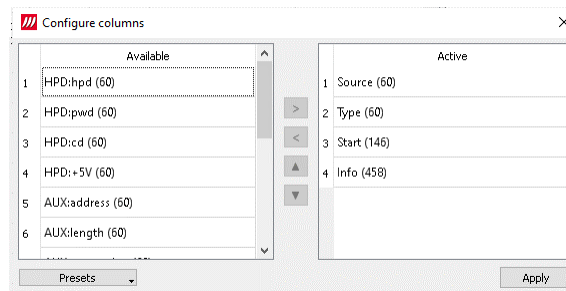 Configure columns
Available
1 HPD:hpd (60)
2 HPD:pwd (60)
3 HPD:cd (60)
4 HPD:+5V (60)
5 AUX:address (60)
6 AUX:length (60)
>
<
▲
▼
Active
1 Source (60)
2 Type (60)
3 Start (146)
4 Info (458)
Presets
Apply